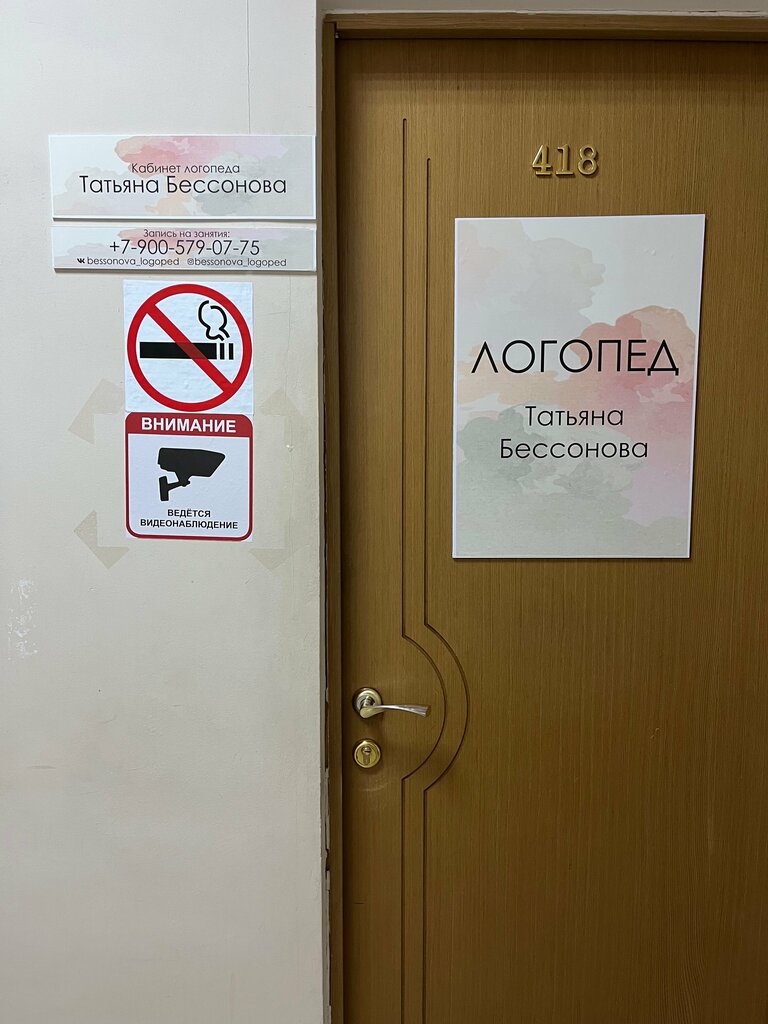 Кабинет логопеда
Татьяна Бессонова
Запись на занятия:
+7-900-579-07-75
bessonova_logoped bessonova_logoped
ВНИМАНИЕ
ВЕДЁТСЯ
ВИДЕОНАБЛЮДЕНИЕ
418
ЛОГОПЕД
Татьяна
Бессонова